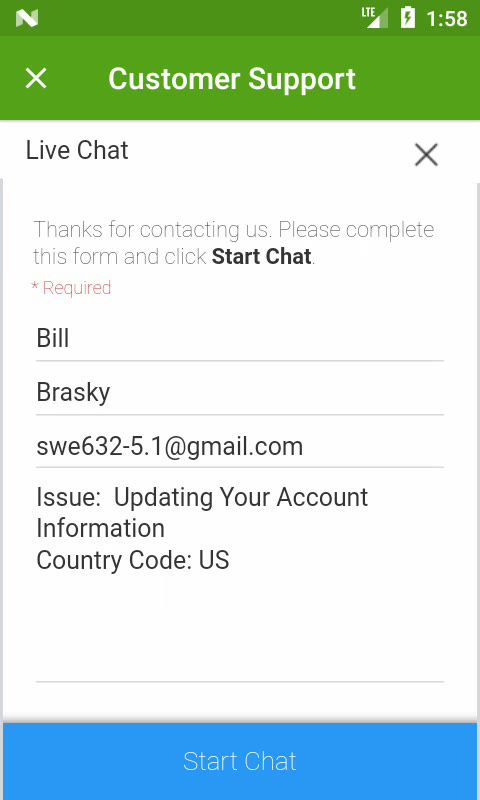 LTE 1:58
Customer Support
Live Chat
Thanks for contacting us. Please complete
this form and click Start Chat.
* Required
Bill
Brasky
swe632-5.1@gmail.com
Issue:  Updating Your Account
Information
Country Code: US
Start Chat